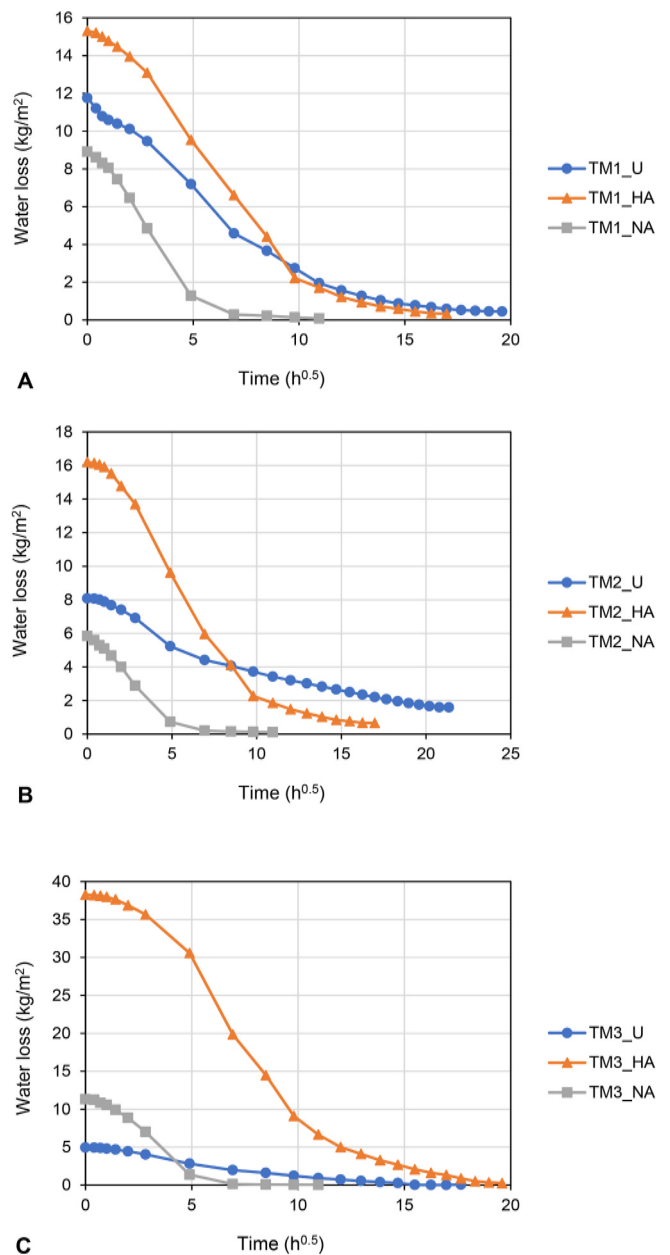 16
14
12
10
8
6
4
2
0
Water loss (kg/m²)
0 5 10 15 20
Time (h⁰·⁵)
TM1_U
TM1_HA
TM1_NA
A
18
16
14
12
10
8
6
4
2
0
Water loss (kg/m²)
0 5 10 15 20 25
Time (h⁰·⁵)
TM2_U
TM2_HA
TM2_NA
B
40
35
30
25
20
15
10
5
0
Water loss (kg/m²)
0 5 10 15 20
Time (h⁰·⁵)
TM3_U
TM3_HA
TM3_NA
C